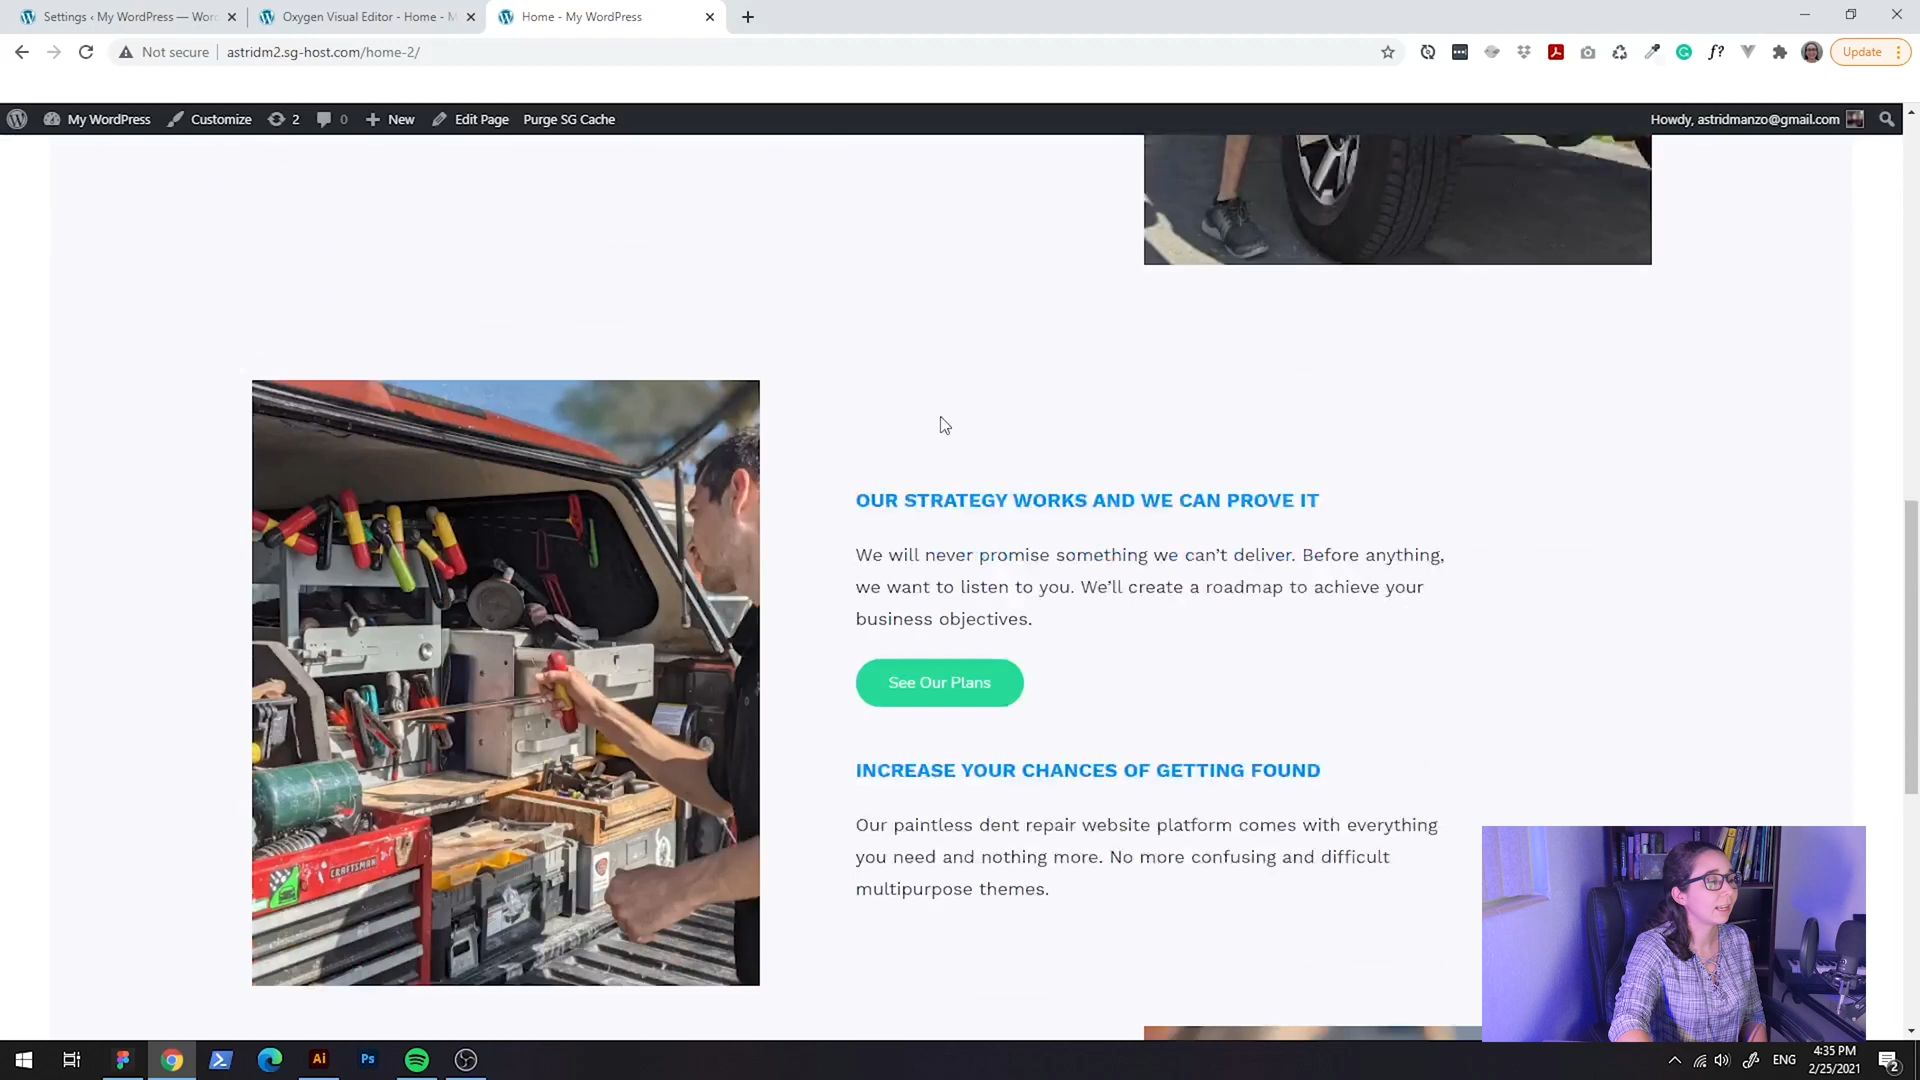 Settings ‹ My WordPress — Worc
Oxygen Visual Editor - Home - M
Home - My WordPress
Not secure
astridm2.sg-host.com/home-2/
f?
Update
My WordPress
Customize
2
0
New
Edit Page
Purge SG Cache
Howdy, astridmanzo@gmail.com
CRAFTSMAN
OUR STRATEGY WORKS AND WE CAN PROVE IT
We will never promise something we can’t deliver. Before anything,
we want to listen to you. We’ll create a roadmap to achieve your
business objectives.
See Our Plans
INCREASE YOUR CHANCES OF GETTING FOUND
Our paintless dent repair website platform comes with everything
you need and nothing more. No more confusing and difficult
multipurpose themes.
Ai
Ps
ENG
4:35 PM
2/25/2021
2